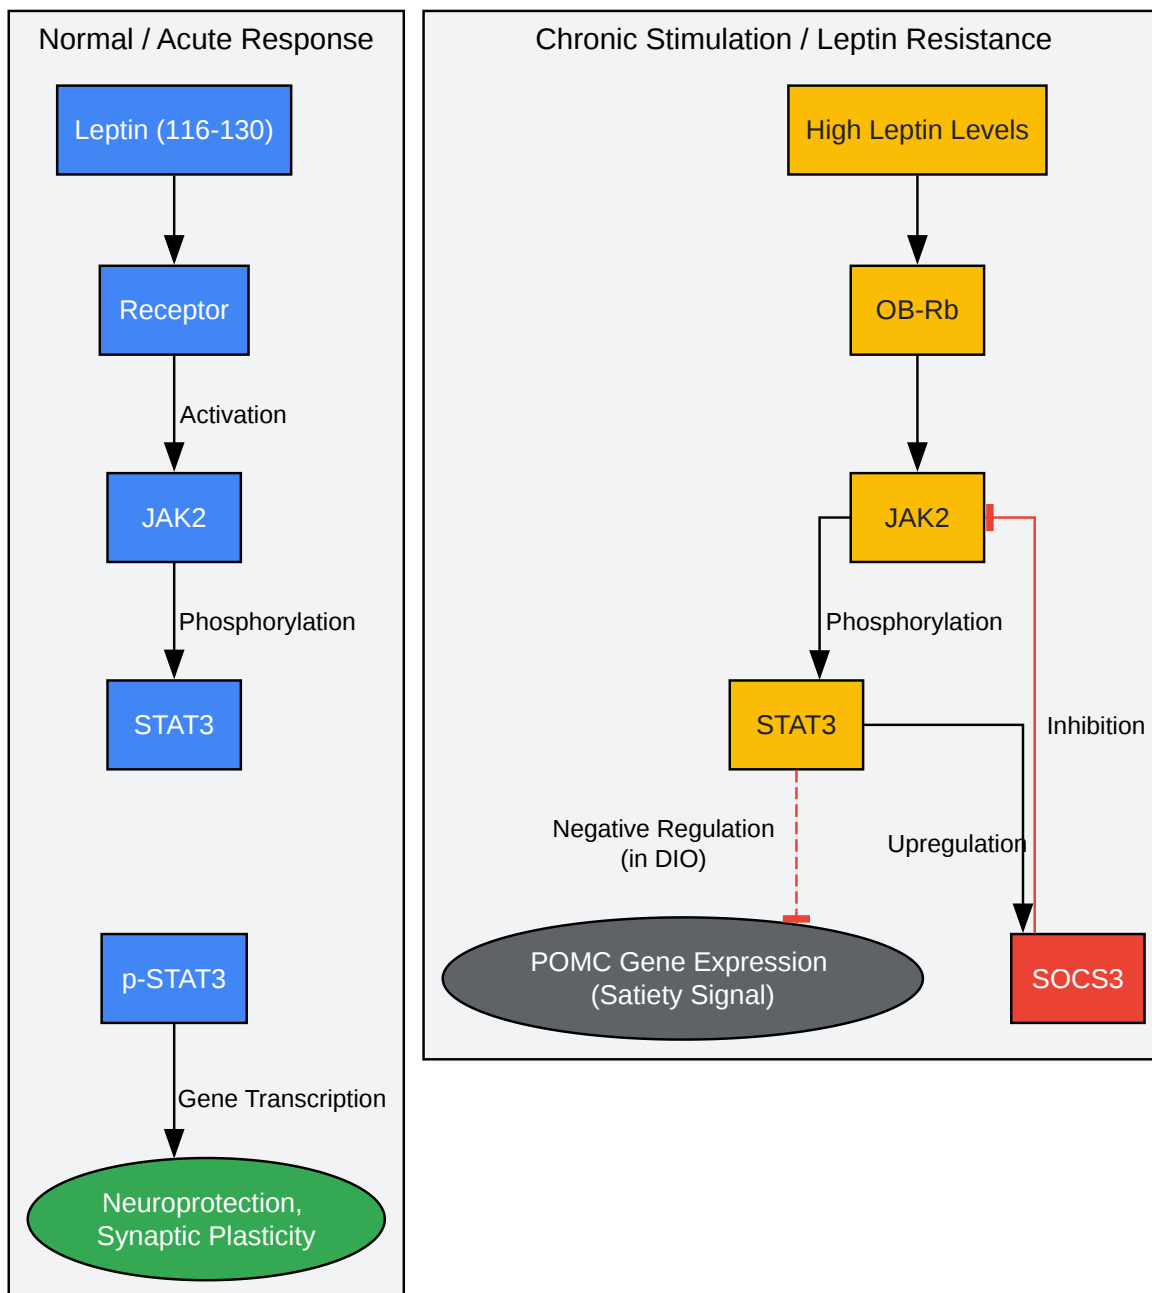 Normal / Acute Response
Leptin (116-130)
Receptor
Activation
JAK2
Phosphorylation
STAT3
p-STAT3
Gene Transcription
Neuroprotection,
Synaptic Plasticity
Chronic Stimulation / Leptin Resistance
High Leptin Levels
OB-Rb
JAK2
Phosphorylation
STAT3
Inhibition
Negative Regulation
(in DIO)
Upregulation
POMC Gene Expression
(Satiety Signal)
SOCS3